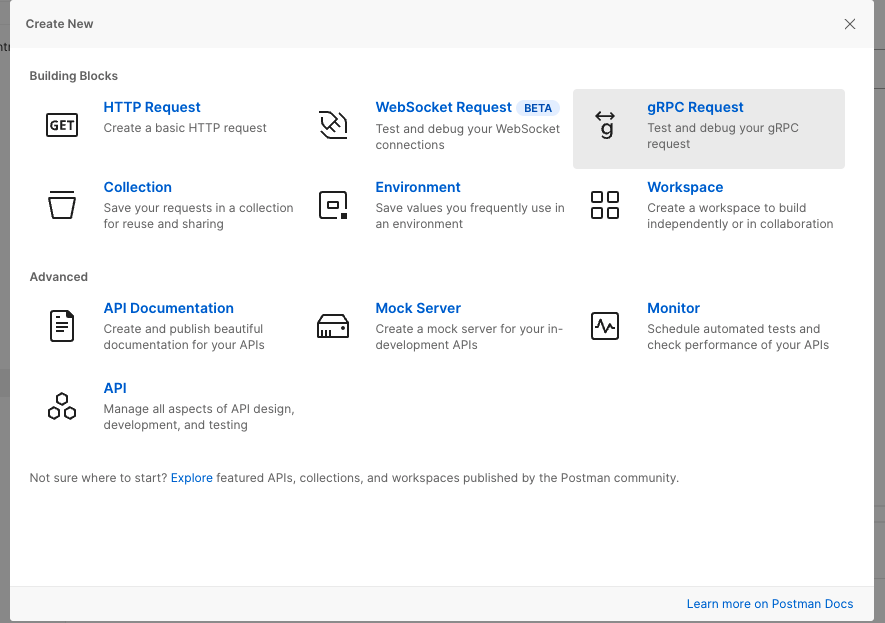 Create New
Building Blocks
GET
HTTP Request
Create a basic HTTP request
WebSocket Request BETA
Test and debug your WebSocket
connections
g
gRPC Request
Test and debug your gRPC
request
Collection
Save your requests in a collection
for reuse and sharing
Environment
Save values you frequently use in
an environment
Workspace
Create a workspace to build
independently or in collaboration
Advanced
API Documentation
Create and publish beautiful
documentation for your APIs
Mock Server
Create a mock server for your in-
development APIs
Monitor
Schedule automated tests and
check performance of your APIs
API
Manage all aspects of API design,
development, and testing
Not sure where to start? Explore featured APIs, collections, and workspaces published by the Postman community.
Learn more on Postman Docs